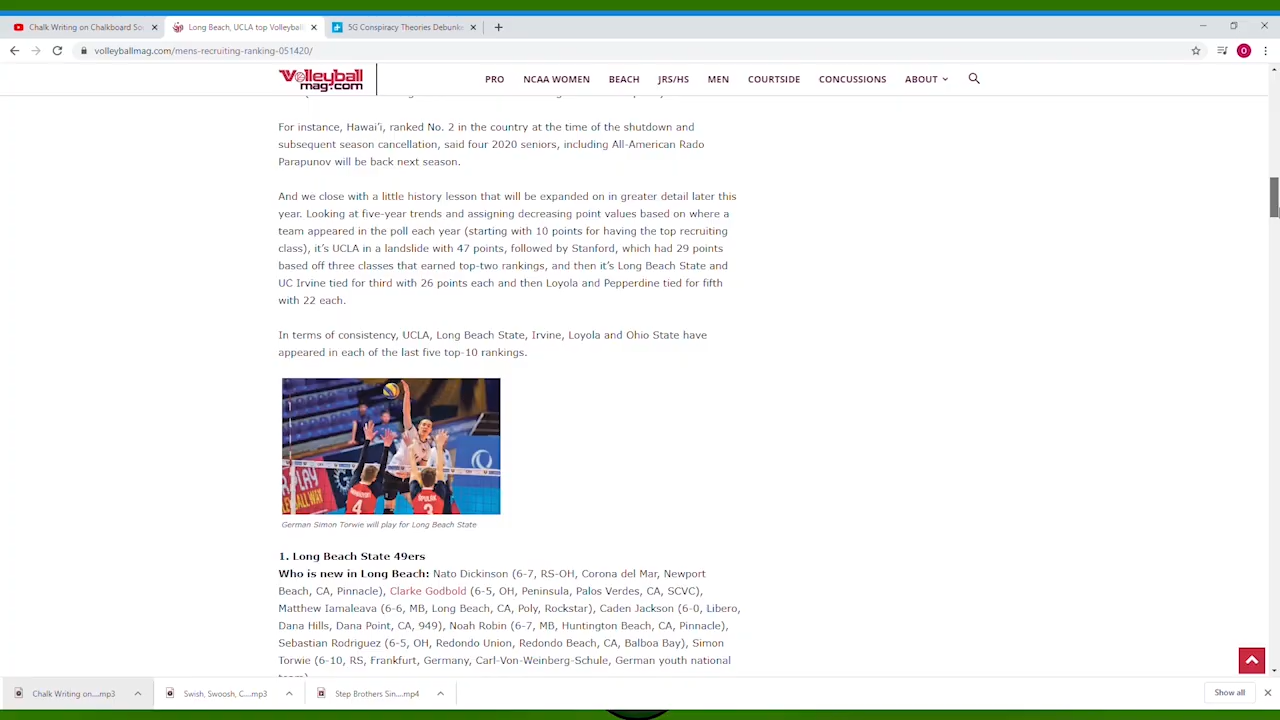 Chalk Writing on Chalkboard So
Long Beach, UCLA top Volleyball
5G Conspiracy Theories Debunk
volleyballmag.com/mens-recruiting-ranking-051420/
O
Volleyball
mag.com
PRO NCAA WOMEN BEACH JRS/HS MEN COURTSIDE CONCUSSIONS ABOUT
For instance, Hawai'i, ranked No. 2 in the country at the time of the shutdown and
subsequent season cancellation, said four 2020 seniors, including All-American Rado
Parapunov will be back next season.
And we close with a little history lesson that will be expanded on in greater detail later this
year. Looking at five-year trends and assigning decreasing point values based on where a
team appeared in the poll each year (starting with 10 points for having the top recruiting
class), it's UCLA in a landslide with 47 points, followed by Stanford, which had 29 points
based off three classes that earned top-two rankings, and then it's Long Beach State and
UC Irvine tied for third with 26 points each and then Loyola and Pepperdine tied for fifth
with 22 each.
In terms of consistency, UCLA, Long Beach State, Irvine, Loyola and Ohio State have
appeared in each of the last five top-10 rankings.
4
3
German Simon Torwie will play for Long Beach State
1. Long Beach State 49ers
Who is new in Long Beach: Nato Dickinson (6-7, RS-OH, Corona del Mar, Newport
Beach, CA, Pinnacle), Clarke Godbold (6-5, OH, Peninsula, Palos Verdes, CA, SCVC),
Matthew Iamaleava (6-6, MB, Long Beach, CA, Poly, Rockstar), Caden Jackson (6-0, Libero,
Dana Hills, Dana Point, CA, 949), Noah Robin (6-7, MB, Huntington Beach, CA, Pinnacle),
Sebastian Rodriguez (6-5, OH, Redondo Union, Redondo Beach, CA, Balboa Bay), Simon
Torwie (6-10, RS, Frankfurt, Germany, Carl-Von-Weinberg-Schule, German youth national
Chalk Writing on....mp3
Swish, Swoosh, C....mp3
Step Brothers Sin....mp4
Show all